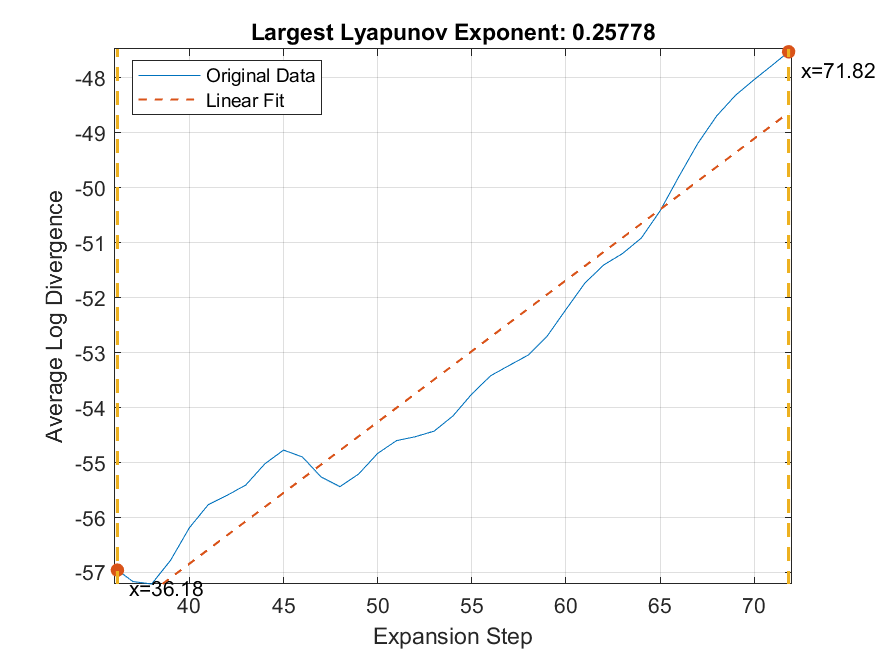 Largest Lyapunov Exponent: 0.25778
Original Data
Linear Fit
x=71.82
-48
-49
-50
-51
-52
-53
-54
-55
-56
-57
Average Log Divergence
x=36.18
40
45
50
55
60
65
70
Expansion Step